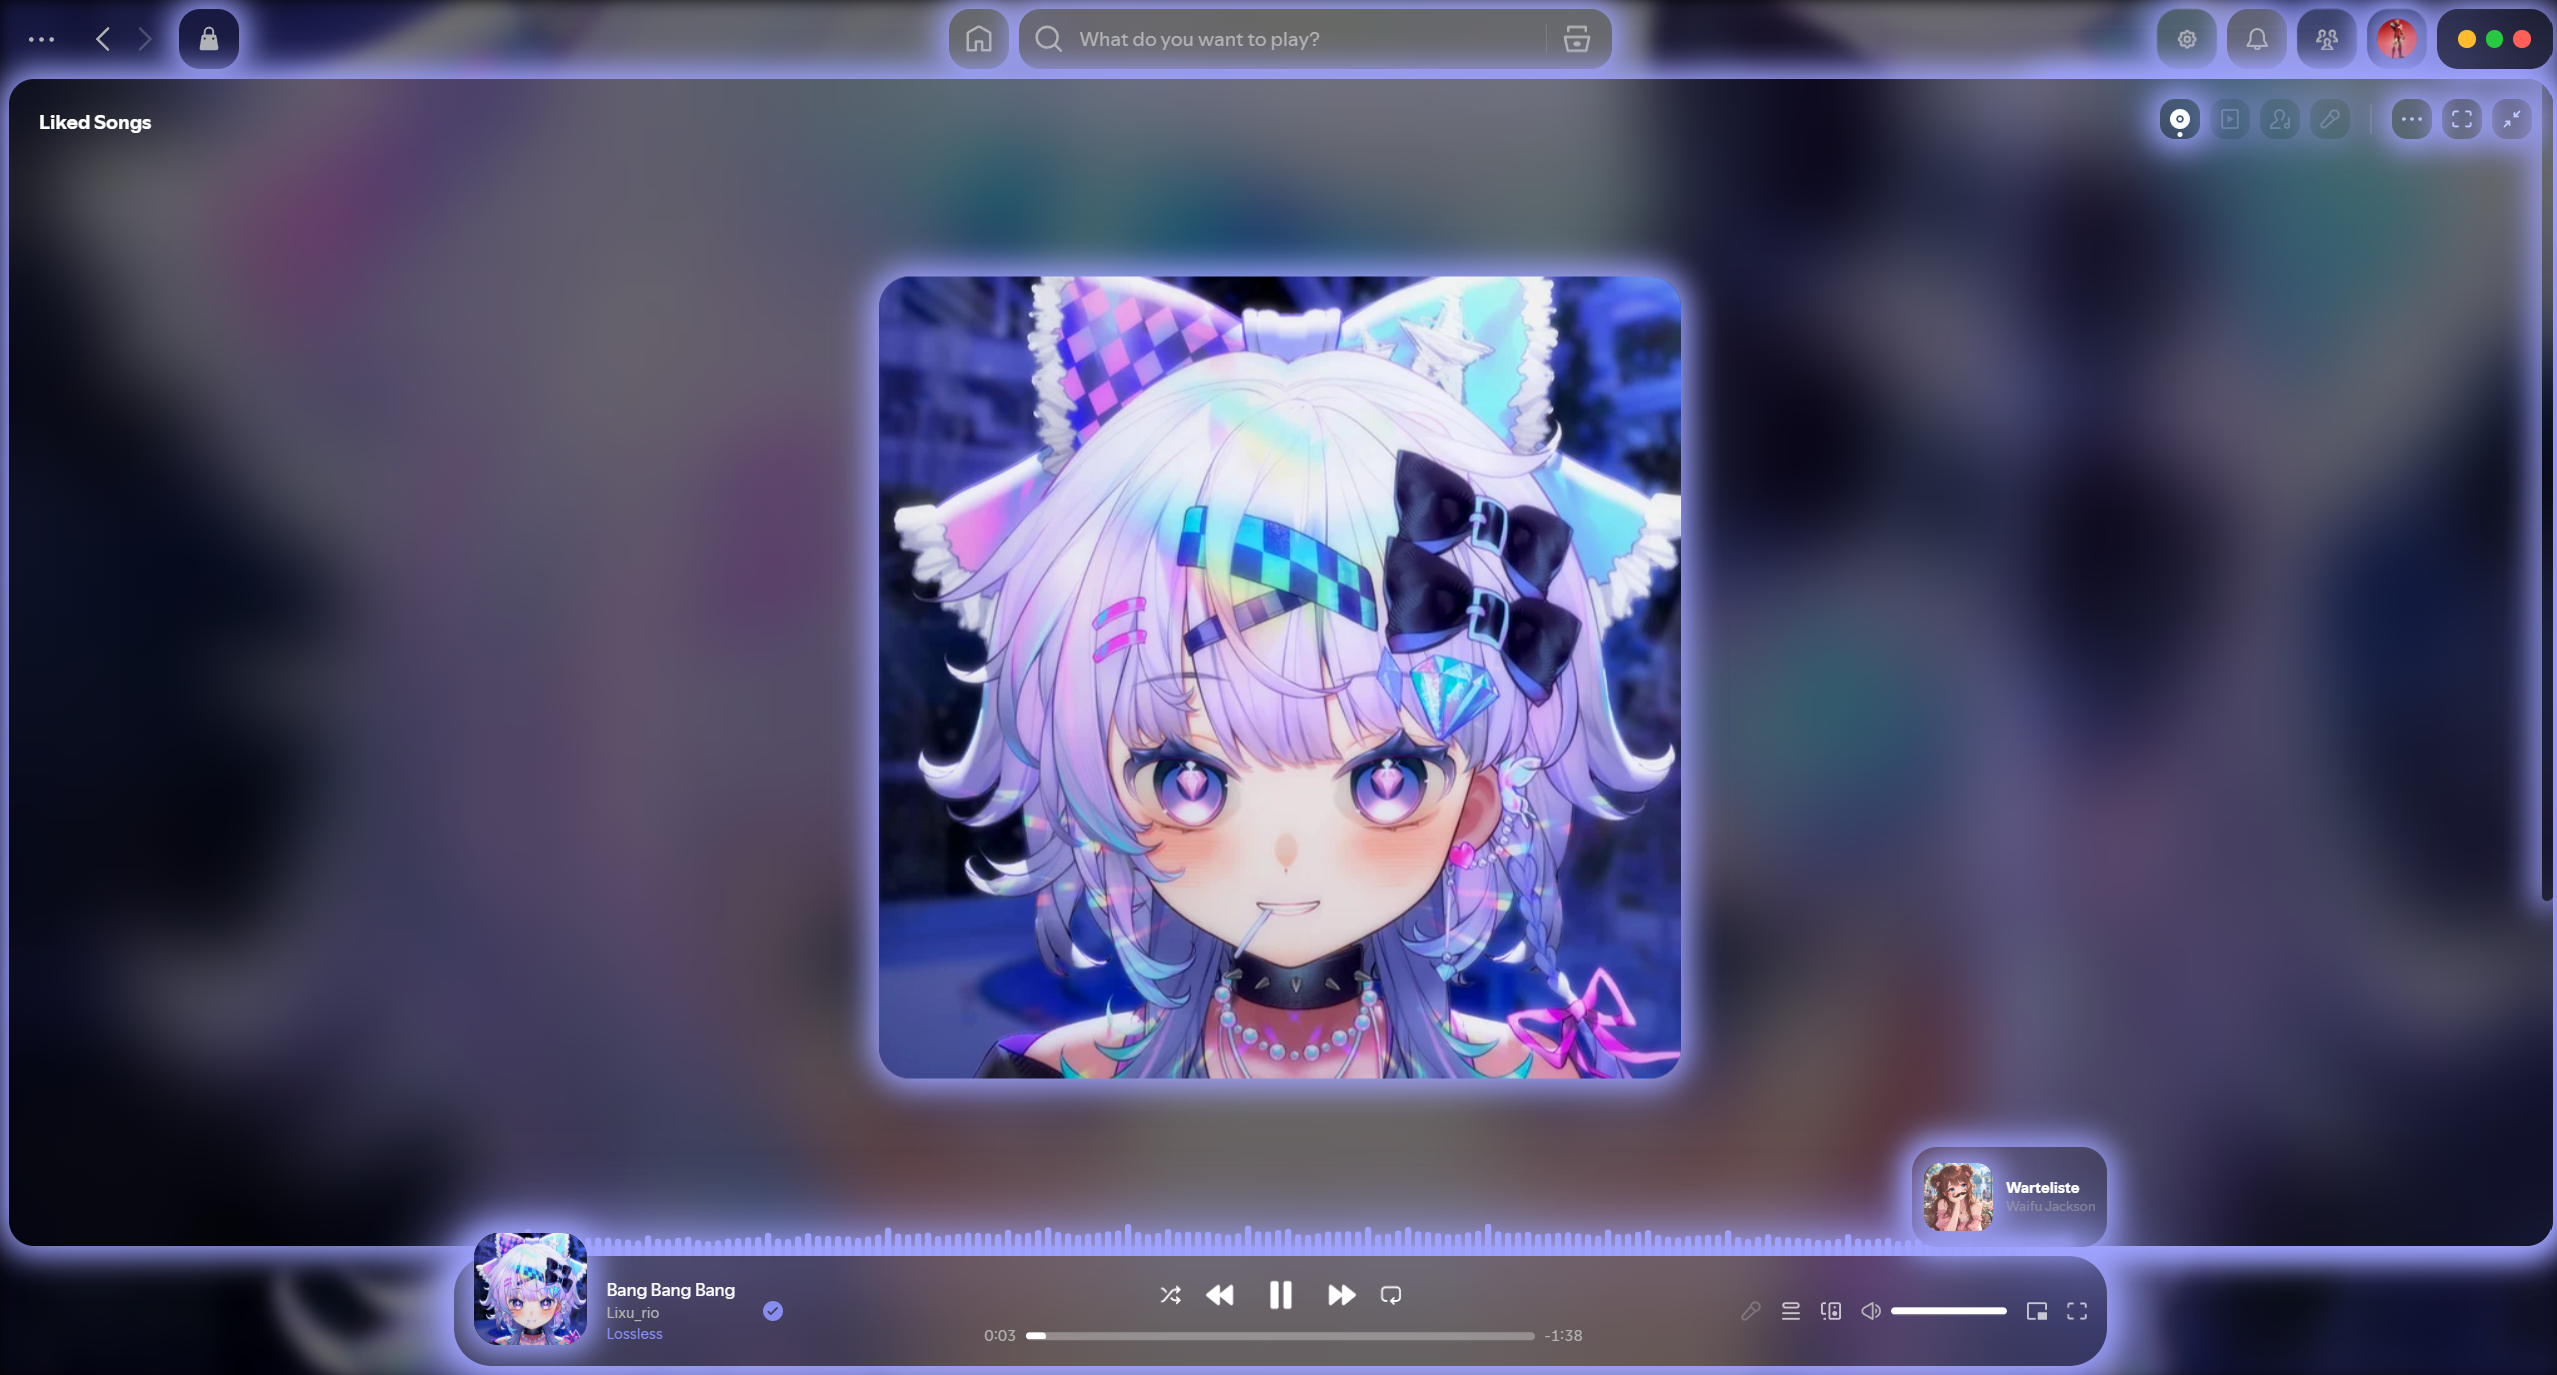 What do you want to play?
Liked Songs
Warteliste
Waifu Jackson
Bang Bang Bang
Lixu_rio
Lossless
0:03
-1:38